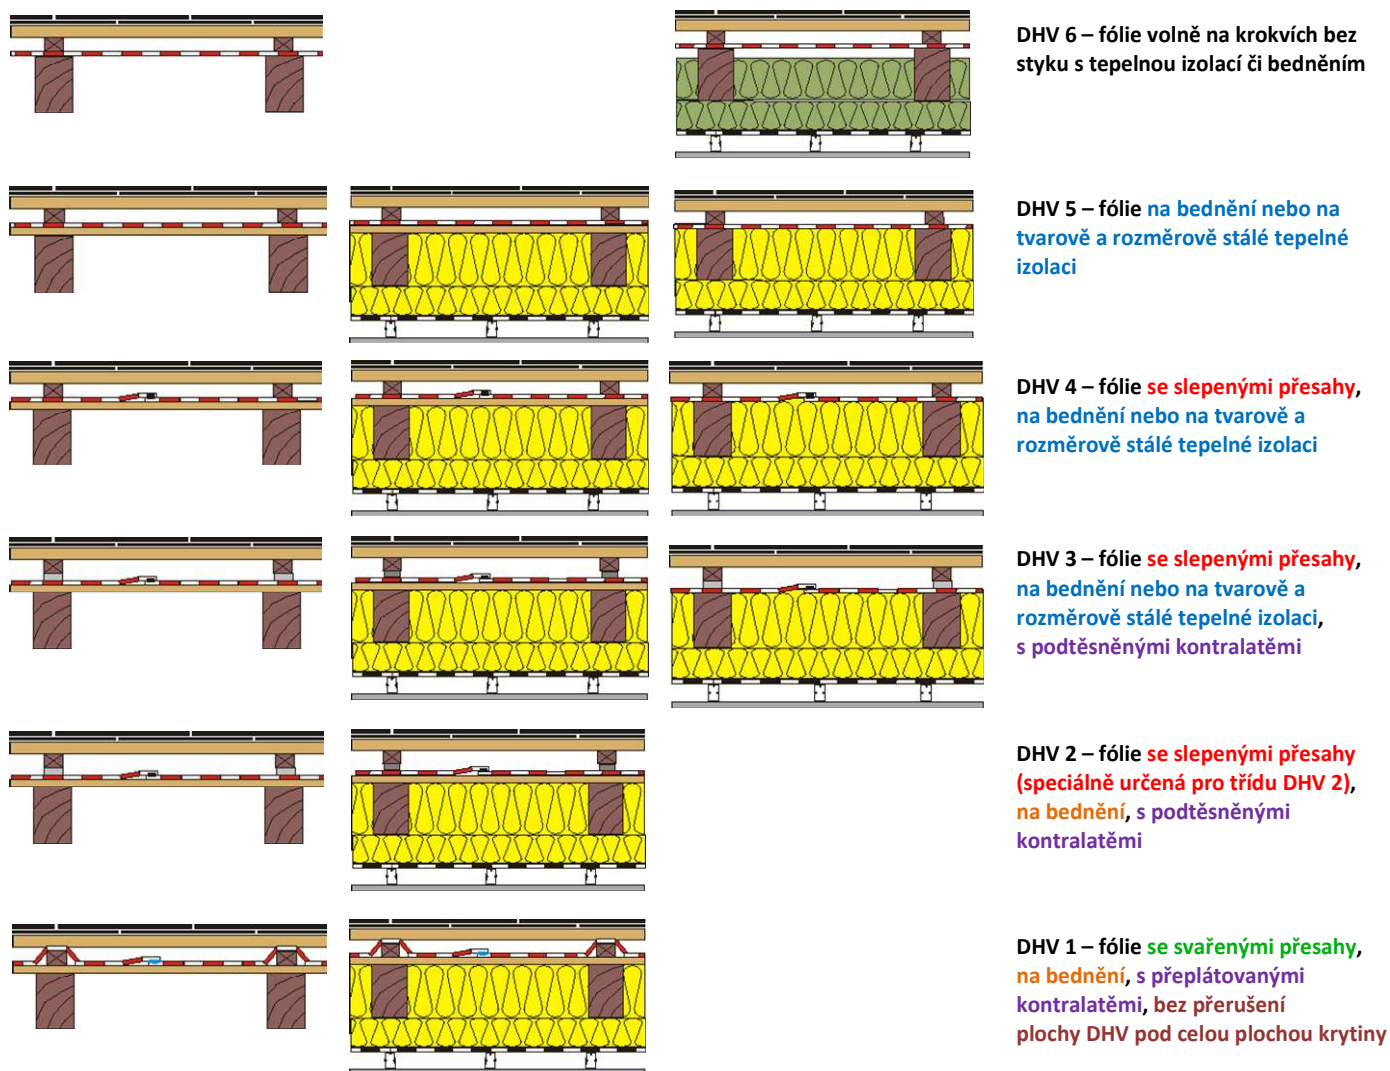 DHV 6 – fólie volně na krokvích bez
styku s tepelnou izolací či bedněním
DHV 5 – fólie na bednění nebo na
tvarově a rozměrově stálé tepelné
izolaci
DHV 4 – fólie se slepenými přesahy,
na bednění nebo na tvarově a
rozměrově stálé tepelné izolaci
DHV 3 – fólie se slepenými přesahy,
na bednění nebo na tvarově a
rozměrově stálé tepelné izolaci,
s podtěsněnými kontralatěmi
DHV 2 – fólie se slepenými přesahy
(speciálně určená pro třídu DHV 2),
na bednění, s podtěsněnými
kontralatěmi
DHV 1 – fólie se svařenými přesahy,
na bednění, s přeplátovanými
kontralatěmi, bez přerušení
plochy DHV pod celou plochou krytiny